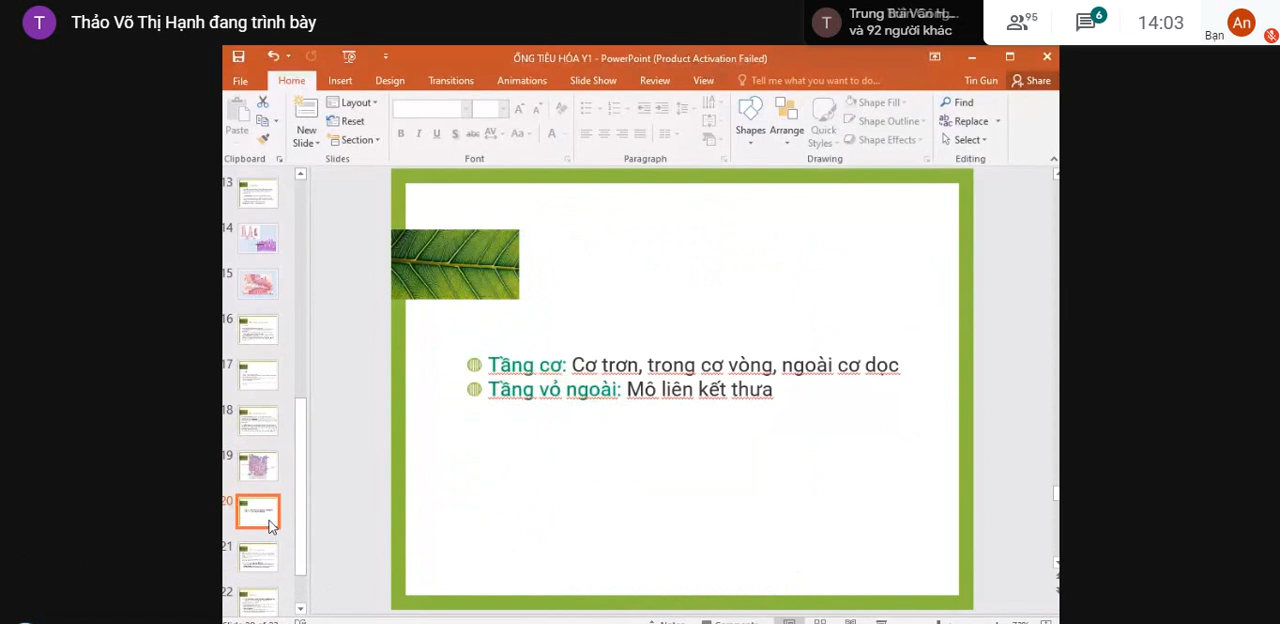 T Thảo Võ Thị Hạnh đang trình bày
T Trung
và 92 người khác
95
6
14:03
Bạn
An
ỐNG TIÊU HÓA Y1 - PowerPoint (Product Activation Failed)
File Home Insert Design Transitions Animations Slide Show Review View Tell me what you want to do... Tin Gun Share
Paste
New Slide
Layout
Reset
Section
B I U S abc AV Aa A
Shapes Arrange Quick Styles
Shape Fill
Shape Outline
Shape Effects
Find
Replace
Select
Clipboard Slides Font Paragraph Drawing Editing
13
14
15
16
17
18
19
20
21
22
Tầng cơ: Cơ trơn, trong cơ vòng, ngoài cơ dọc
Tầng vỏ ngoài: Mô liên kết thưa